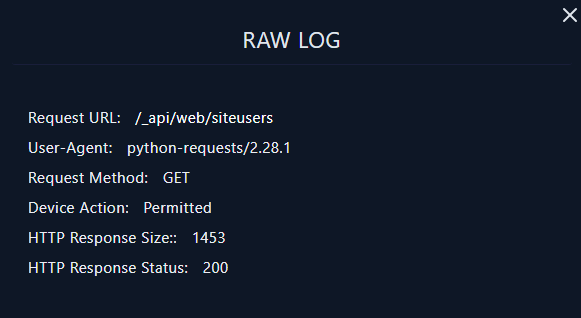 RAW LOG
Request URL: /_api/web/siteusers
User-Agent: python-requests/2.28.1
Request Method: GET
Device Action: Permitted
HTTP Response Size:: 1453
HTTP Response Status: 200